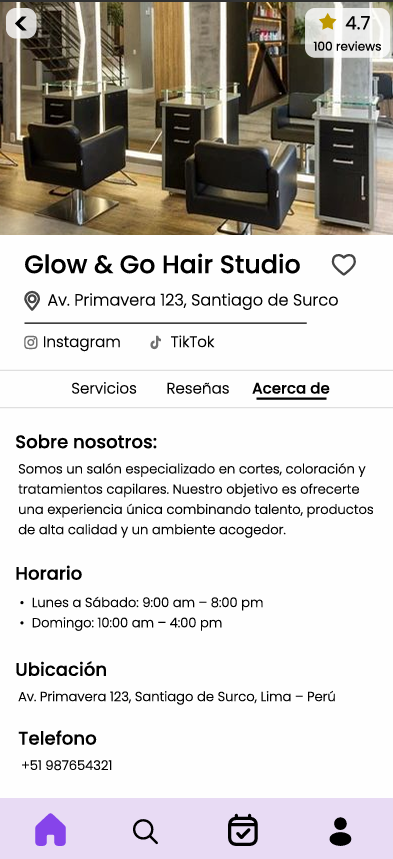 4.7
100 reviews
Glow & Go Hair Studio
Av. Primavera 123, Santiago de Surco
Instagram TikTok
Servicios Reseñas Acerca de
Sobre nosotros:
Somos un salón especializado en cortes, coloración y
tratamientos capilares. Nuestro objetivo es ofrecerte
una experiencia única combinando talento, productos
de alta calidad y un ambiente acogedor.
Horario
• Lunes a Sábado: 9:00 am – 8:00 pm
• Domingo: 10:00 am – 4:00 pm
Ubicación
Av. Primavera 123, Santiago de Surco, Lima – Perú
Telefono
+51 987654321